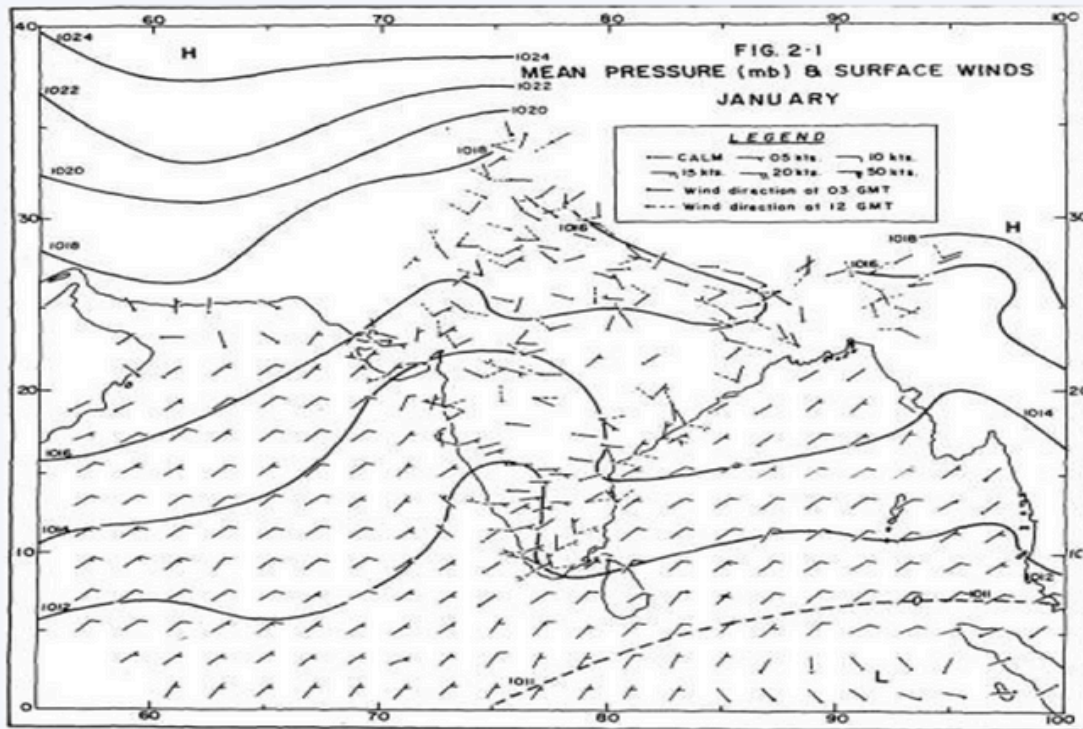 60 70 80 90 100
40
1024 H 1024
FIG. 2-1
MEAN PRESSURE (mb) & SURFACE WINDS
JANUARY
1022 1022
1020
LEGEND
CALM 05 kts. 10 kts.
15 kts. 20 kts. 50 kts.
Wind direction at 03 GMT
Wind direction at 12 GMT
1020 1018
30 30
1016 H
1018 1018
1016
20 20
1016 1014
1014
10 10
1012 1012
1011
1011 L
0 0
60 70 80 90 100